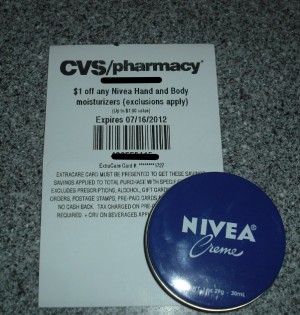 CVS/pharmacy
$1 off any Nivea Hand and Body
moisturizers (exclusions apply)
(Up to $1.00 value)
Expires 07/16/2012
ExtraCare Card #: ********
EXTRACARE CARD MUST BE PRESENTED TO GET THESE
SAVINGS APPLIED TO TOTAL PURCHASE WITH
EXCLUDES PRESCRIPTIONS, ALCOHOL, GIFT
ORDERS, POSTAGE STAMPS, PRE-PAID CARDS
NO CASH BACK. TAX CHARGED ON
REQUIRED. + CRV ON BEVERAGES
NIVEA
Creme
30mL